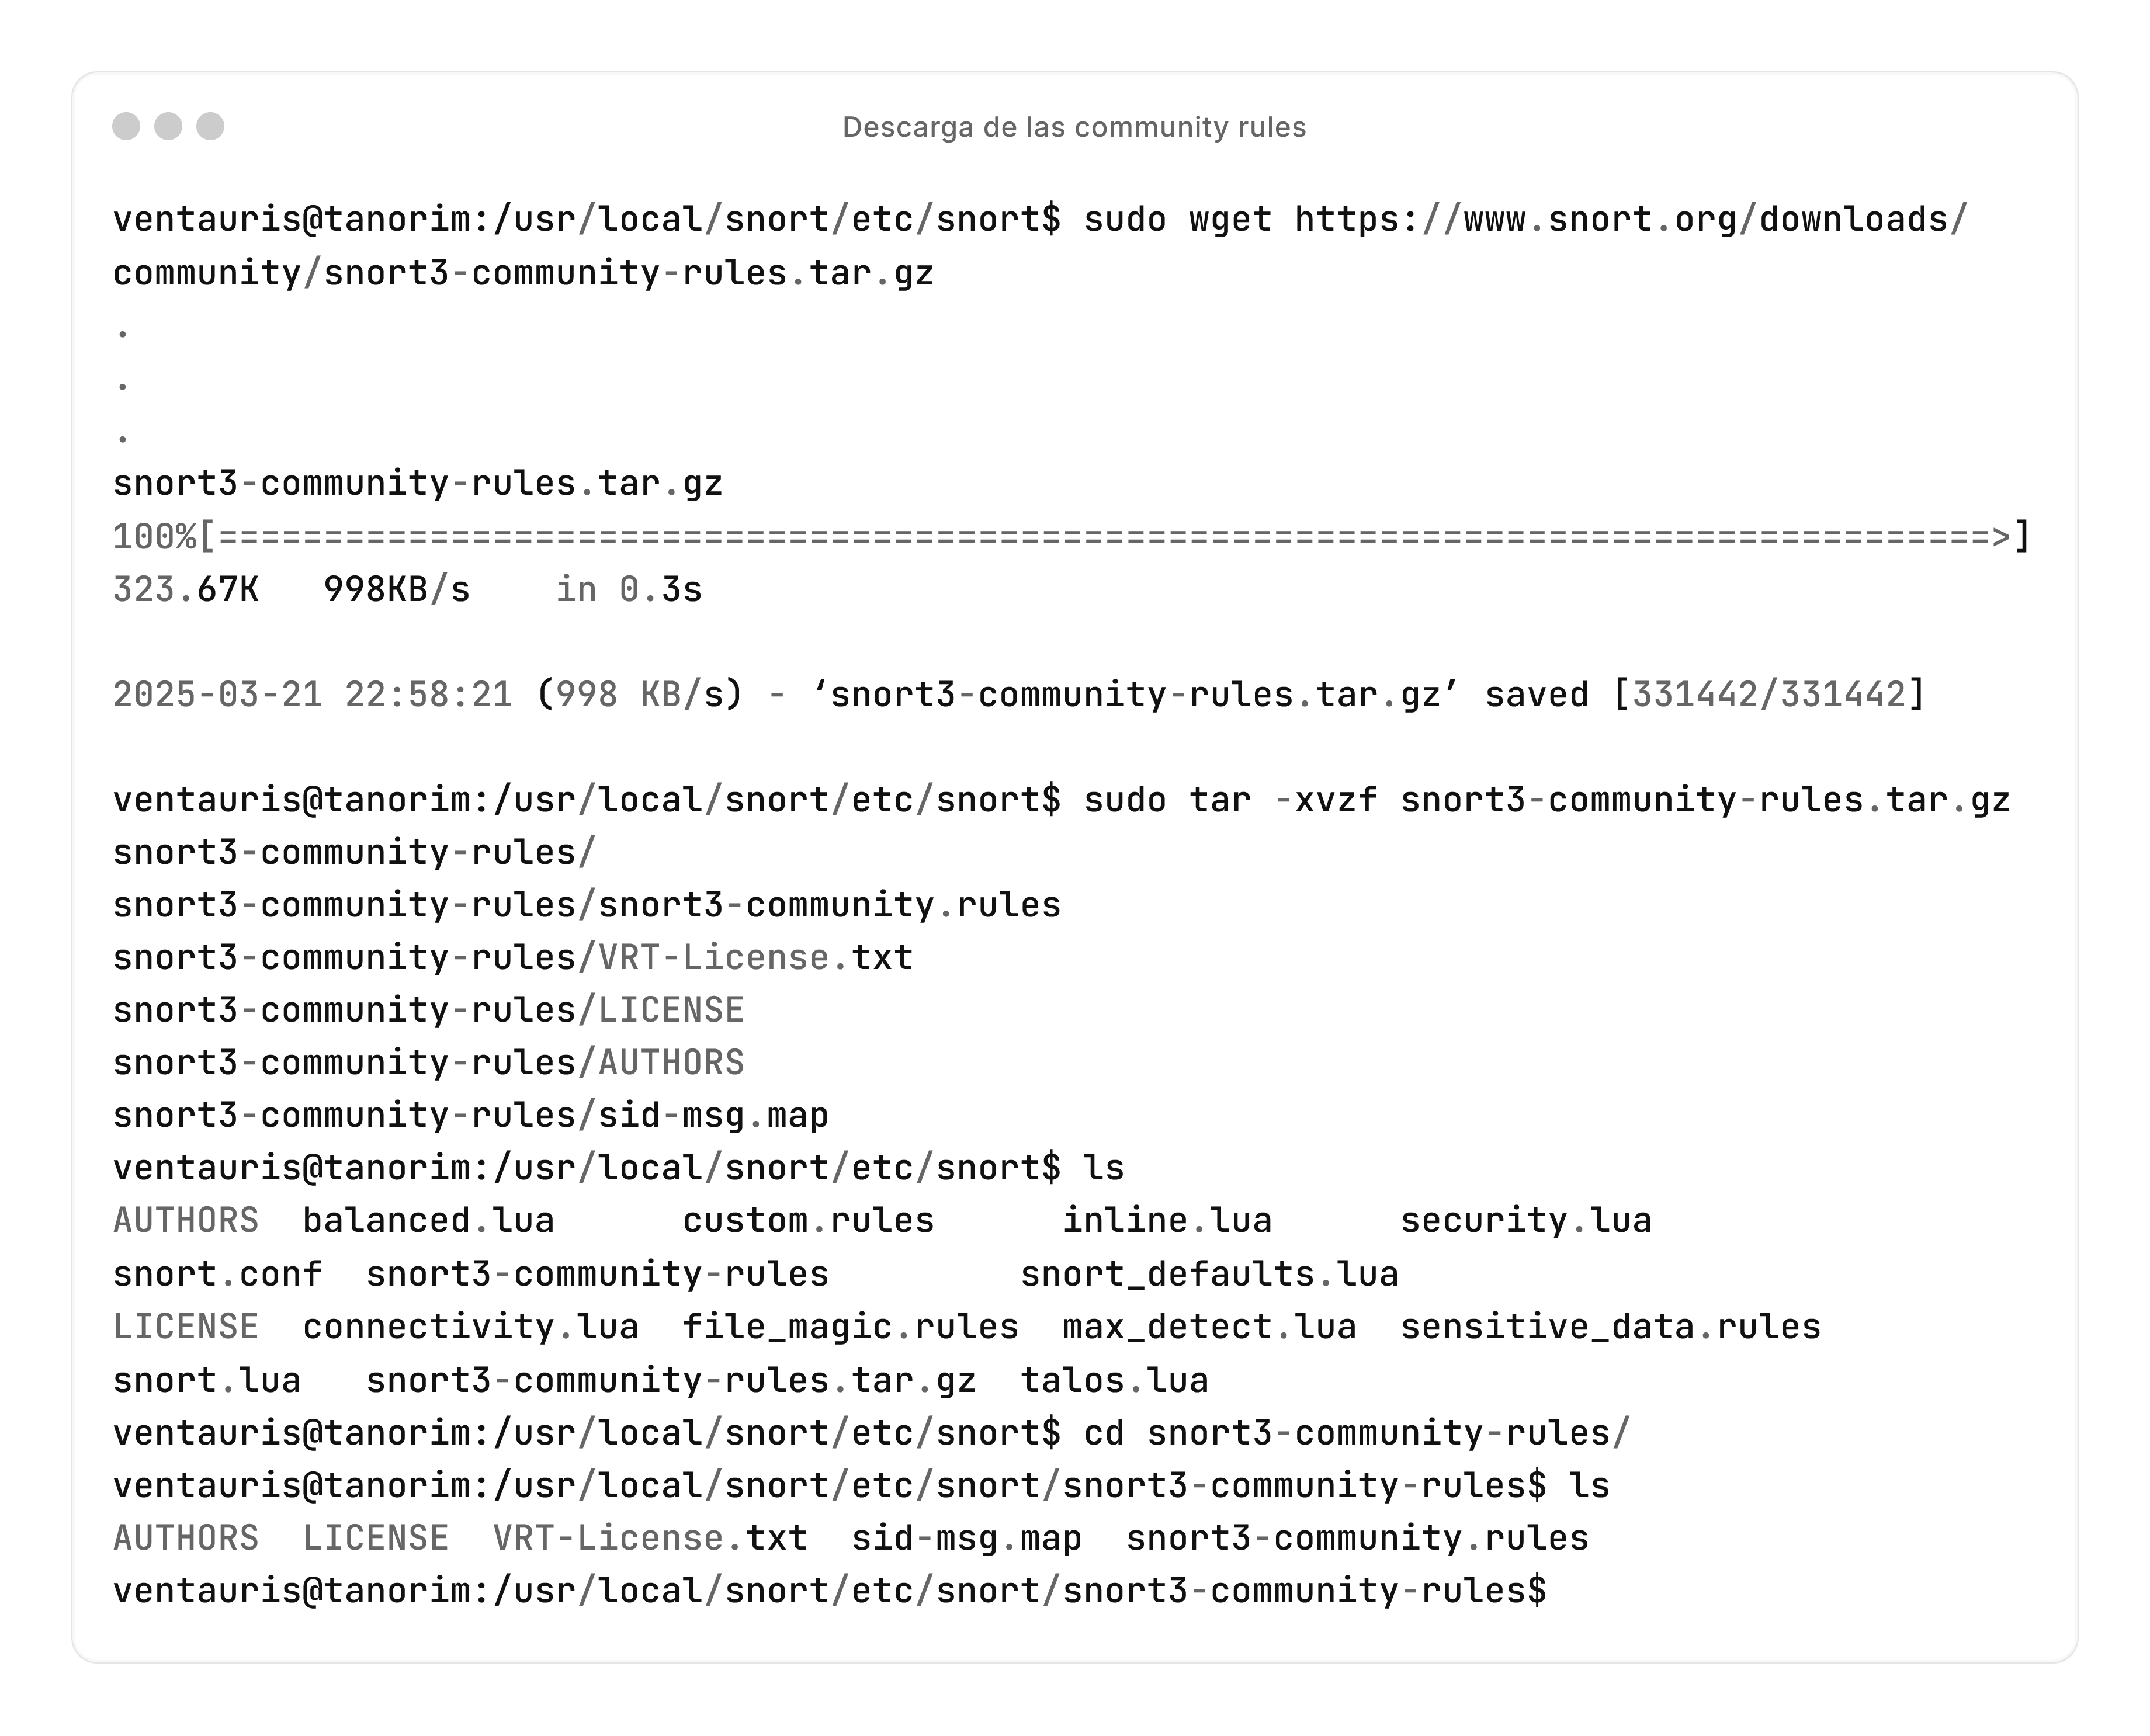 Descarga de las community rules
ventauris@tanorim:/usr/local/snort/etc/snort$ sudo wget https://www.snort.org/downloads/
community/snort3-community-rules.tar.gz
.
.
.
snort3-community-rules.tar.gz
100%[====================================================================================>]
323.67K   998KB/s    in 0.3s
2025-03-21 22:58:21 (998 KB/s) - ‘snort3-community-rules.tar.gz’ saved [331442/331442]
ventauris@tanorim:/usr/local/snort/etc/snort$ sudo tar -xvzf snort3-community-rules.tar.gz
snort3-community-rules/
snort3-community-rules/snort3-community.rules
snort3-community-rules/VRT-License.txt
snort3-community-rules/LICENSE
snort3-community-rules/AUTHORS
snort3-community-rules/sid-msg.map
ventauris@tanorim:/usr/local/snort/etc/snort$ ls
AUTHORS  balanced.lua      custom.rules      inline.lua      security.lua
snort.conf  snort3-community-rules         snort_defaults.lua
LICENSE  connectivity.lua  file_magic.rules  max_detect.lua  sensitive_data.rules
snort.lua   snort3-community-rules.tar.gz  talos.lua
ventauris@tanorim:/usr/local/snort/etc/snort$ cd snort3-community-rules/
ventauris@tanorim:/usr/local/snort/etc/snort/snort3-community-rules$ ls
AUTHORS  LICENSE  VRT-License.txt  sid-msg.map  snort3-community.rules
ventauris@tanorim:/usr/local/snort/etc/snort/snort3-community-rules$